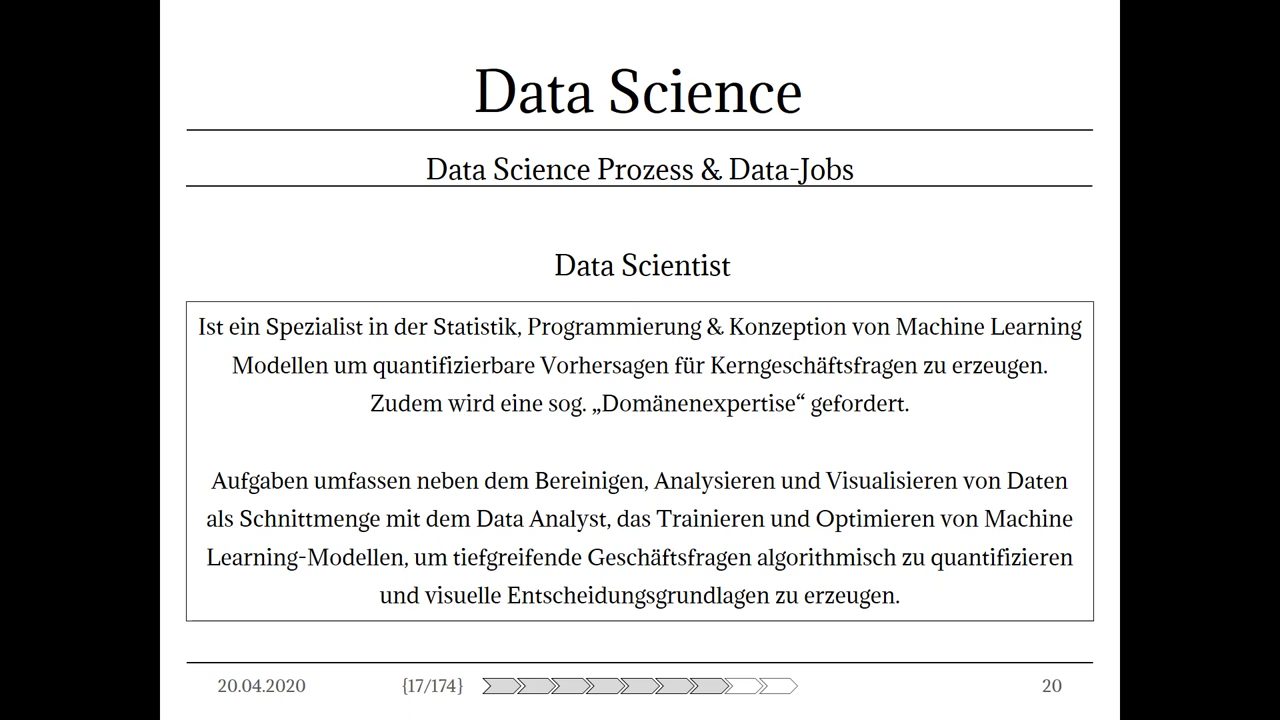 Data Science
Data Science Prozess & Data-Jobs
Data Scientist
Ist ein Spezialist in der Statistik, Programmierung & Konzeption von Machine Learning
Modellen um quantifizierbare Vorhersagen für Kerngeschäftsfragen zu erzeugen.
Zudem wird eine sog. „Domänenexpertise“ gefordert.
Aufgaben umfassen neben dem Bereinigen, Analysieren und Visualisieren von Daten
als Schnittmenge mit dem Data Analyst, das Trainieren und Optimieren von Machine
Learning-Modellen, um tiefgreifende Geschäftsfragen algorithmisch zu quantifizieren
und visuelle Entscheidungsgrundlagen zu erzeugen.
20.04.2020 {17/174} 20